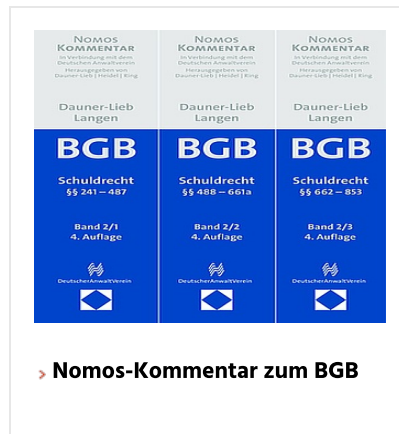 NOMOS
KOMMENTAR
In Verbindung mit dem
Deutschen Anwaltverein
Herausgegeben von
Dauner-Lieb | Heidel | Ring
Dauner-Lieb
Langen
BGB
Schuldrecht
§§ 241 – 487
Band 2/1
4. Auflage
DeutscherAnwaltVerein
NOMOS
KOMMENTAR
In Verbindung mit dem
Deutschen Anwaltverein
Herausgegeben von
Dauner-Lieb | Heidel | Ring
Dauner-Lieb
Langen
BGB
Schuldrecht
§§ 488 – 661a
Band 2/2
4. Auflage
DeutscherAnwaltVerein
NOMOS
KOMMENTAR
In Verbindung mit dem
Deutschen Anwaltverein
Herausgegeben von
Dauner-Lieb | Heidel | Ring
Dauner-Lieb
Langen
BGB
Schuldrecht
§§ 662 – 853
Band 2/3
4. Auflage
DeutscherAnwaltVerein
› Nomos-Kommentar zum BGB